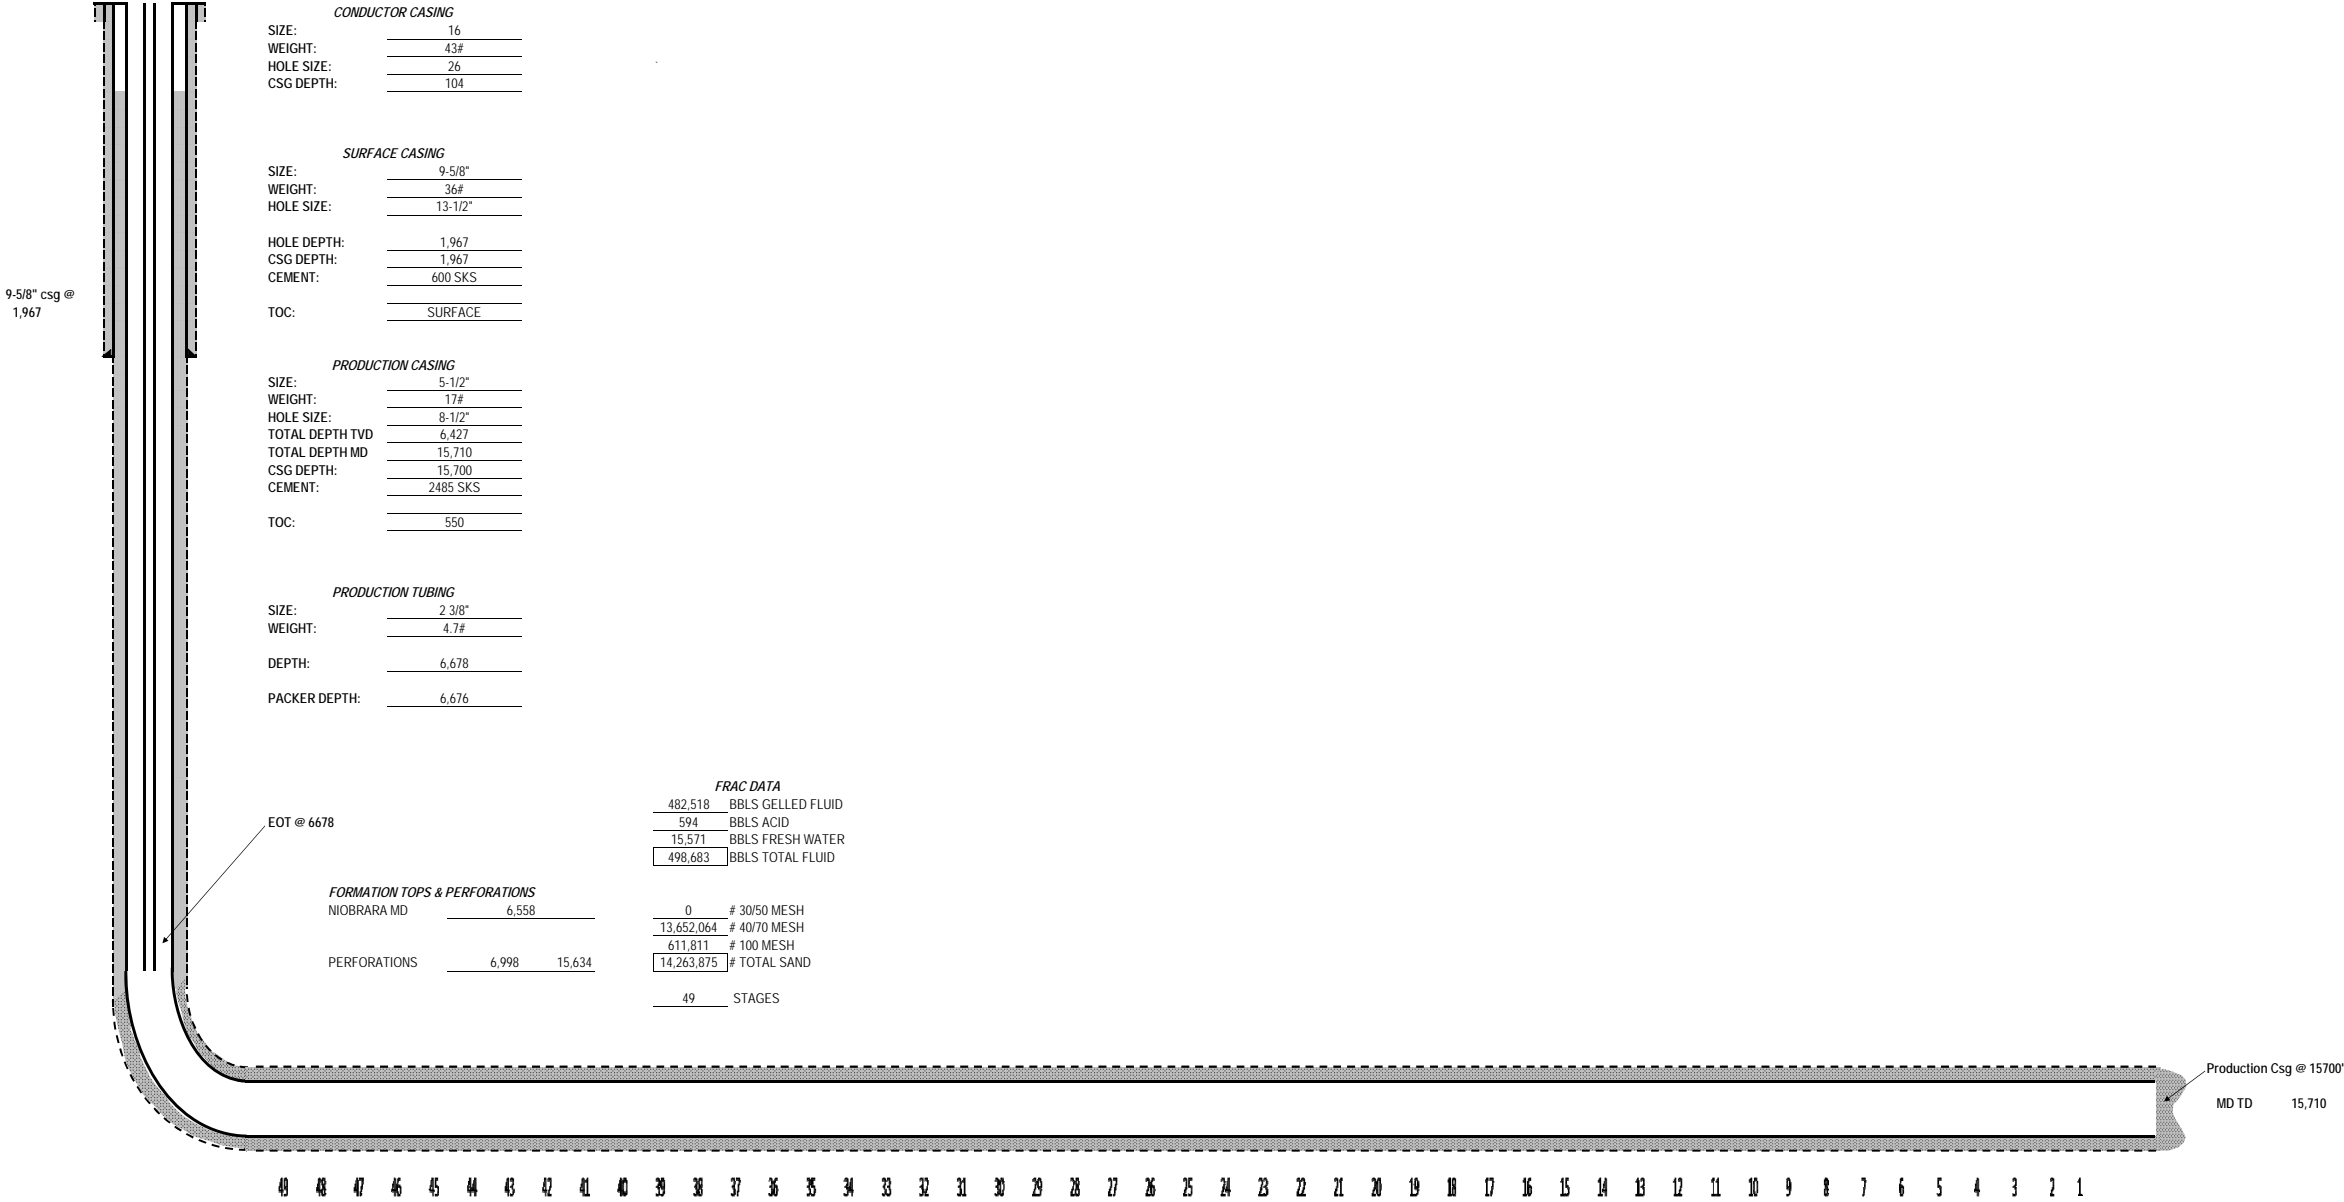 CONDUCTOR CASING
SIZE: 16
WEIGHT: 43#
HOLE SIZE: 26
CSG DEPTH: 104
SURFACE CASING
SIZE: 9-5/8"
WEIGHT: 36#
HOLE SIZE: 13-1/2"
HOLE DEPTH: 1,967
CSG DEPTH: 1,967
CEMENT: 600 SKS
TOC: SURFACE
9-5/8" csg @
1,967
PRODUCTION CASING
SIZE: 5-1/2"
WEIGHT: 17#
HOLE SIZE: 8-1/2"
TOTAL DEPTH TVD 6,427
TOTAL DEPTH MD 15,710
CSG DEPTH: 15,700
CEMENT: 2485 SKS
TOC: 550
PRODUCTION TUBING
SIZE: 2 3/8"
WEIGHT: 4.7#
DEPTH: 6,678
PACKER DEPTH: 6,676
EOT @ 6678
FRAC DATA
482,518 BBLS GELLED FLUID
594 BBLS ACID
15,571 BBLS FRESH WATER
498,683 BBLS TOTAL FLUID
FORMATION TOPS & PERFORATIONS
NIOBRARA MD 6,558
PERFORATIONS 6,998 15,634
0 # 30/50 MESH
13,652,064 # 40/70 MESH
611,811 # 100 MESH
14,263,875 # TOTAL SAND
49 STAGES
Production Csg @ 15700'
MD TD 15,710
49 48 47 46 45 44 43 42 41 40 39 38 37 36 35 34 33 32 31 30 29 28 27 26 25 24 23 22 21 20 19 18 17 16 15 14 13 12 11 10 9 8 7 6 5 4 3 2 1